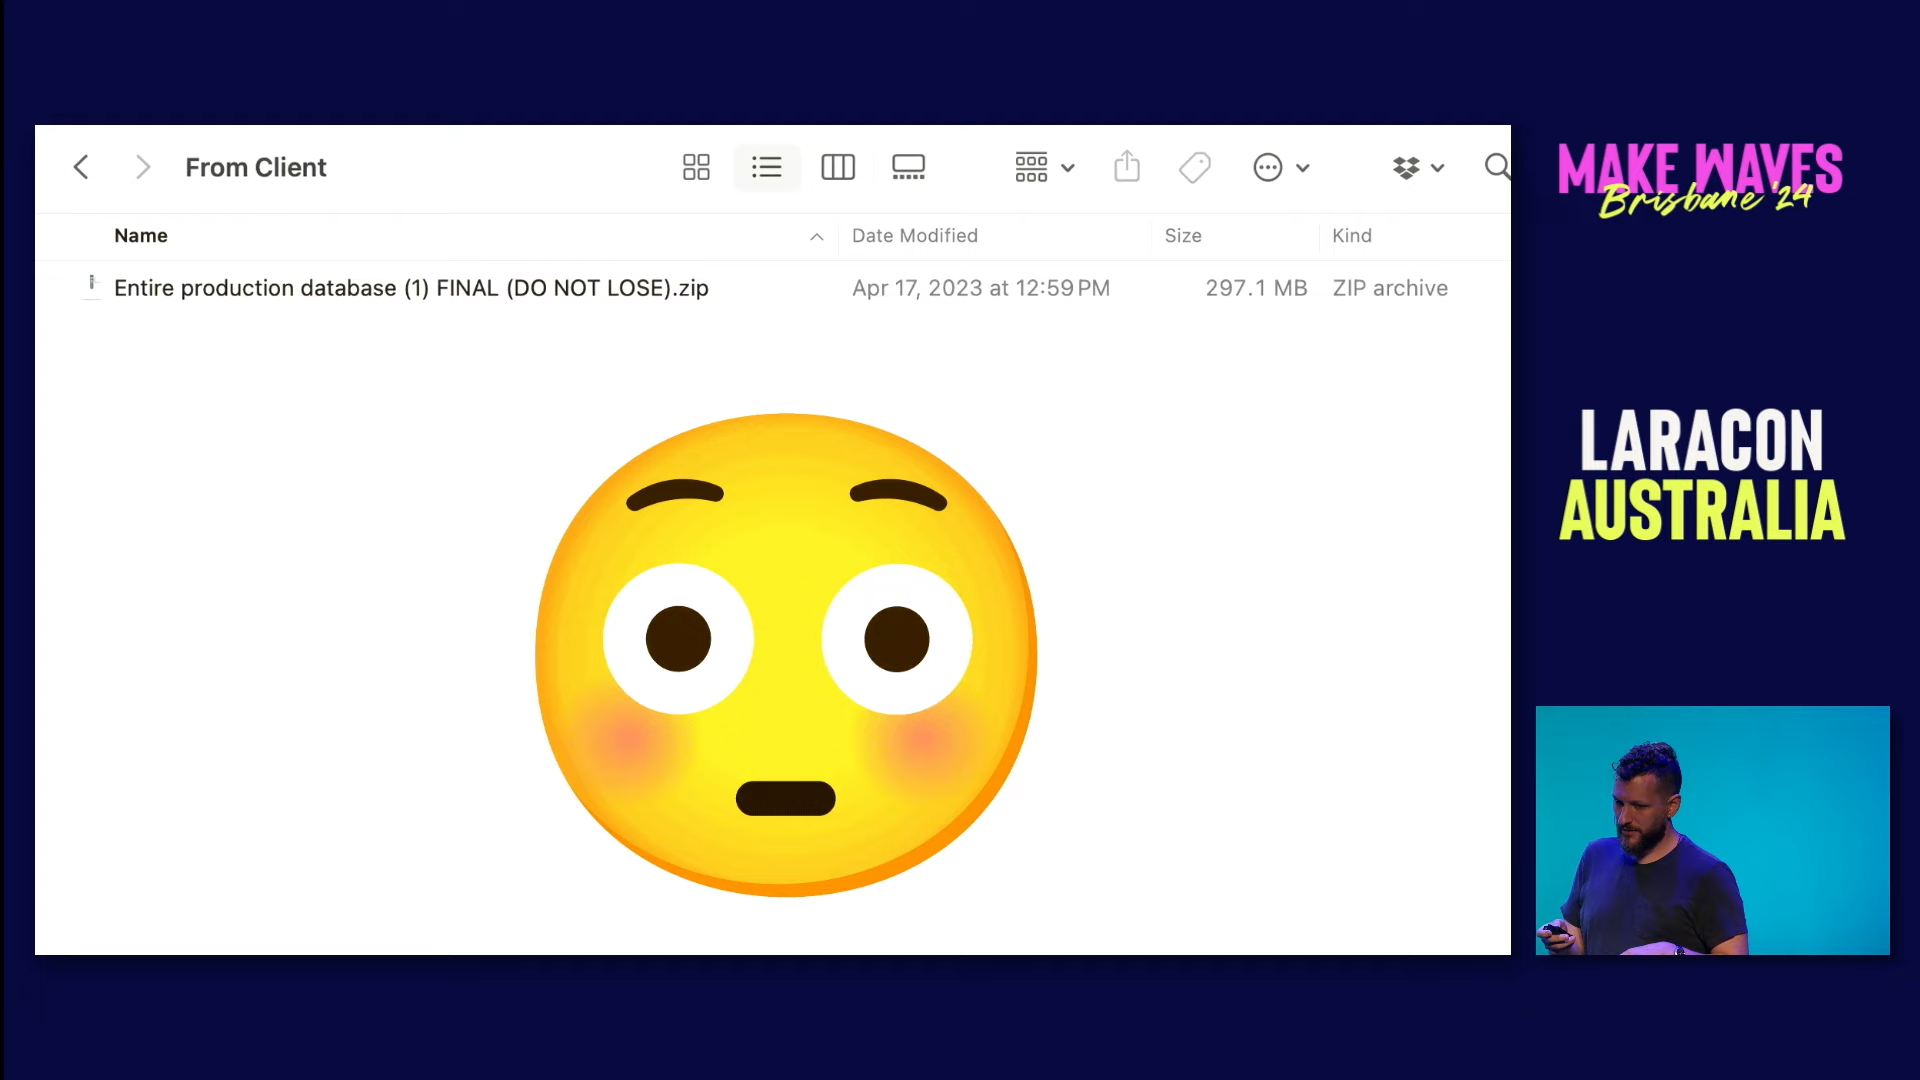 From Client
Name Date Modified Size Kind
Entire production database (1) FINAL (DO NOT LOSE).zip Apr 17, 2023 at 12:59 PM 297.1 MB ZIP archive
MAKE WAVES
Brisbane '24
LARACON
AUSTRALIA